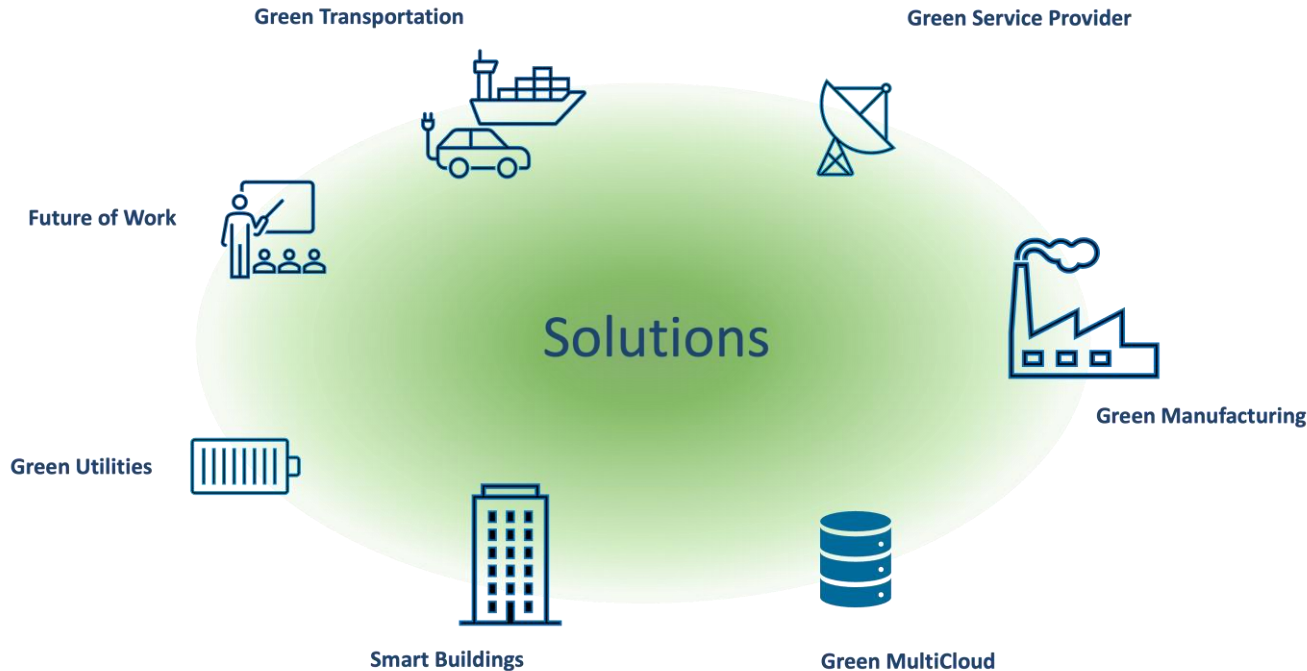 Green Transportation
Green Service Provider
Future of Work
Solutions
Green Manufacturing
Green Utilities
Smart Buildings
Green MultiCloud